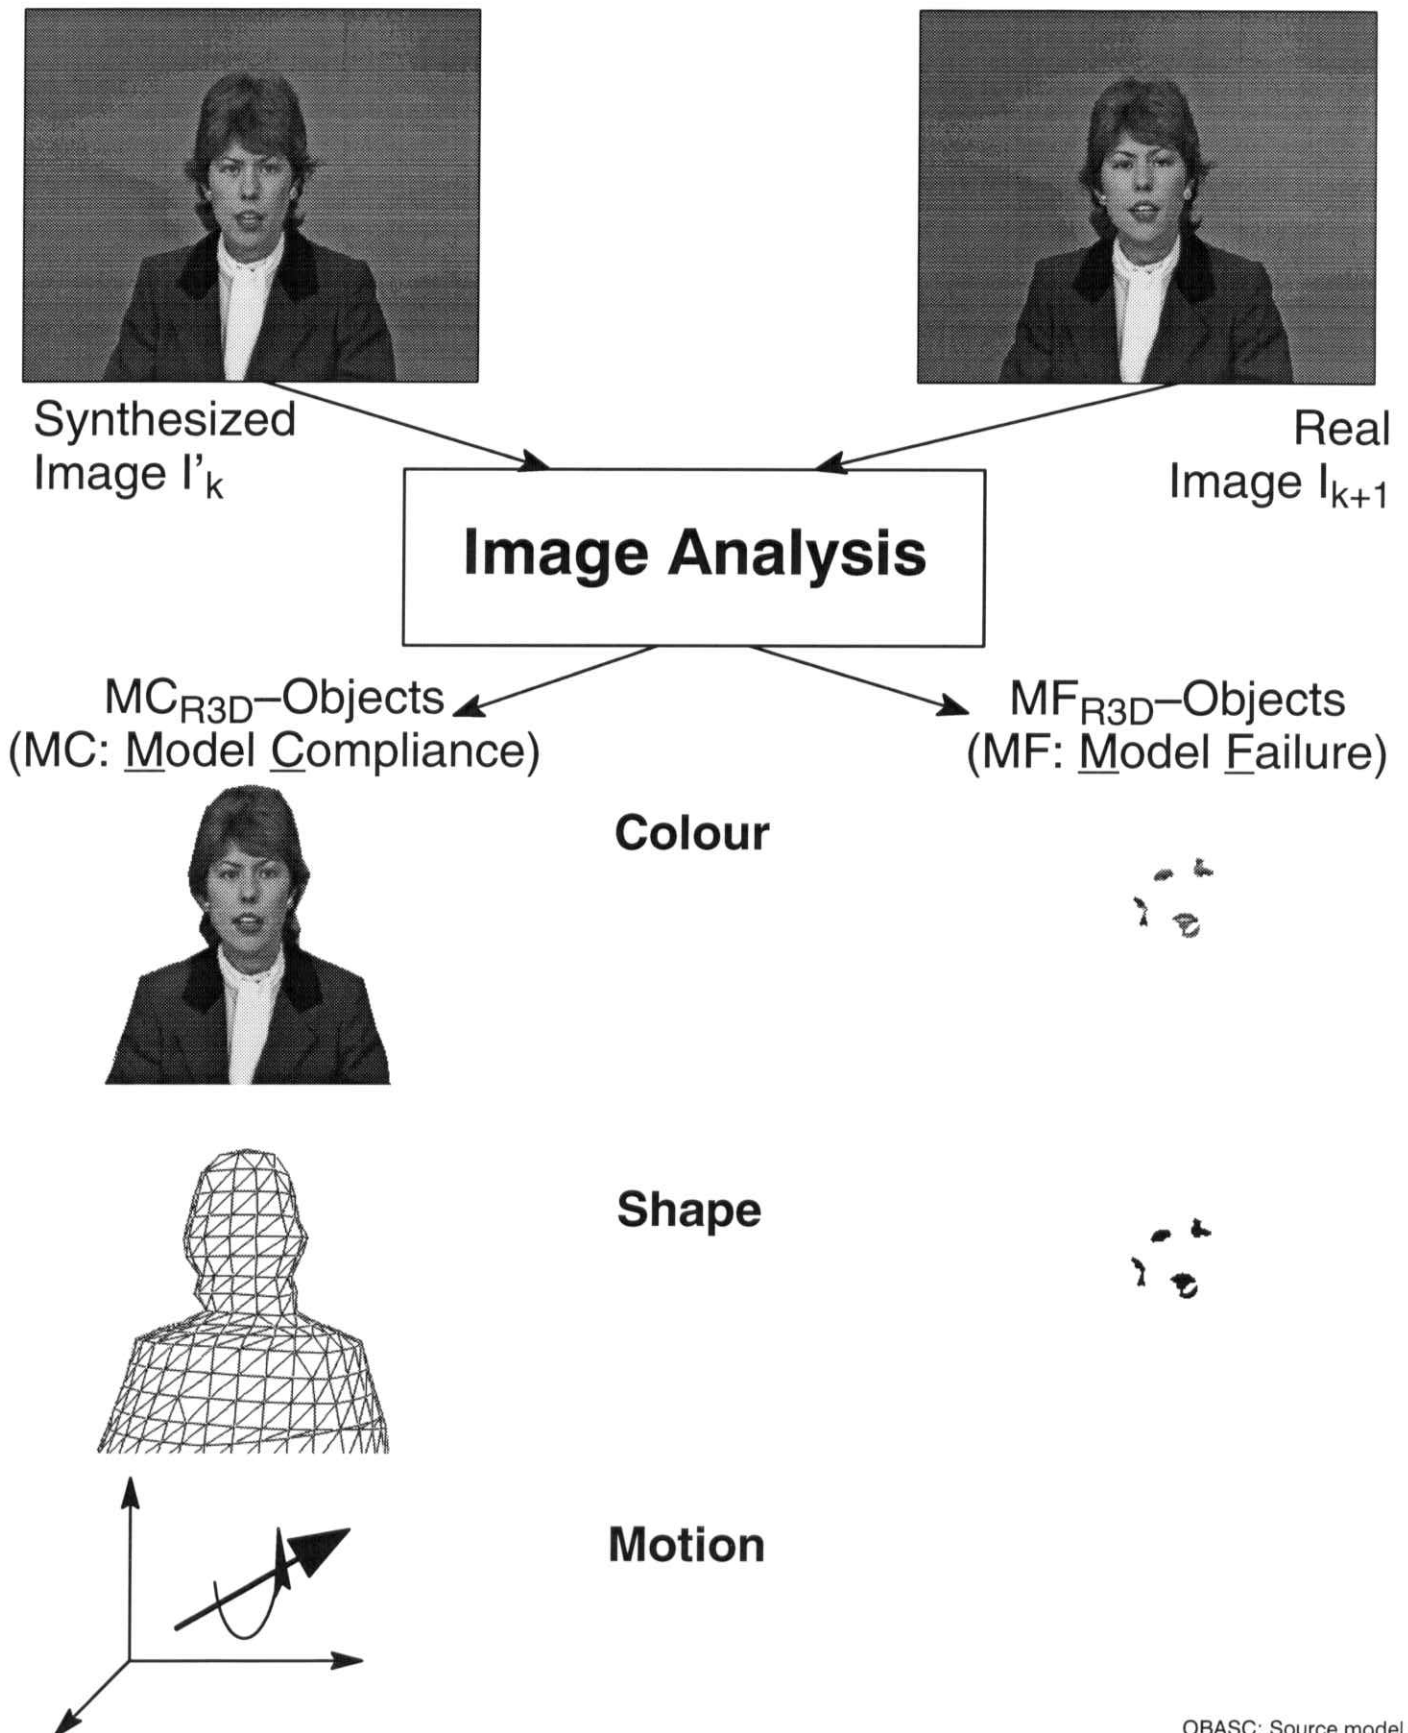 Synthesized
Image I’k
Real
Image Ik+1
Image Analysis
MCR3D–Objects
(MC: Model Compliance)
MFR3D–Objects
(MF: Model Failure)
Colour
Shape
Motion
OBASC: Source model